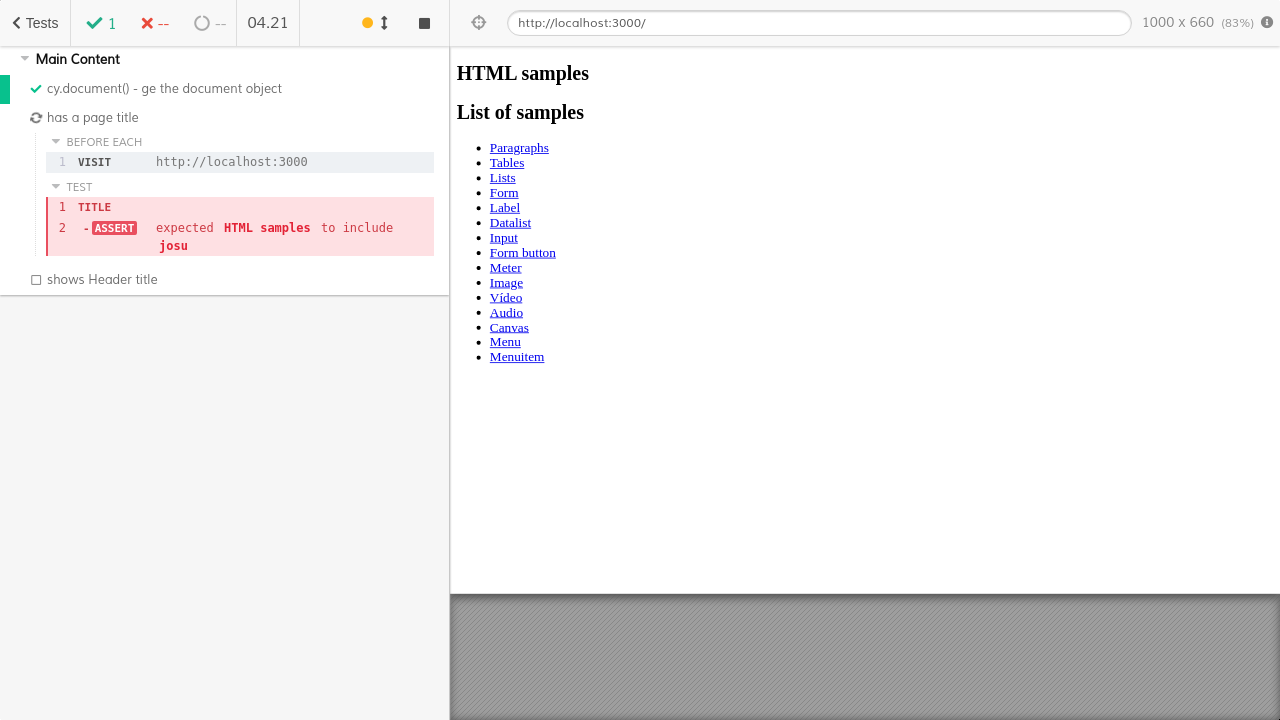 Tests 1 -- -- 04.21
Main Content
cy.document() - ge the document object
has a page title
BEFORE EACH
1 VISIT http://localhost:3000
TEST
1 TITLE
2 - ASSERT expected HTML samples to include
josu
shows Header title
http://localhost:3000/ 1000 x 660 (83%)
HTML samples
List of samples
Paragraphs
Tables
Lists
Form
Label
Datalist
Input
Form button
Meter
Image
Vídeo
Audio
Canvas
Menu
Menuitem